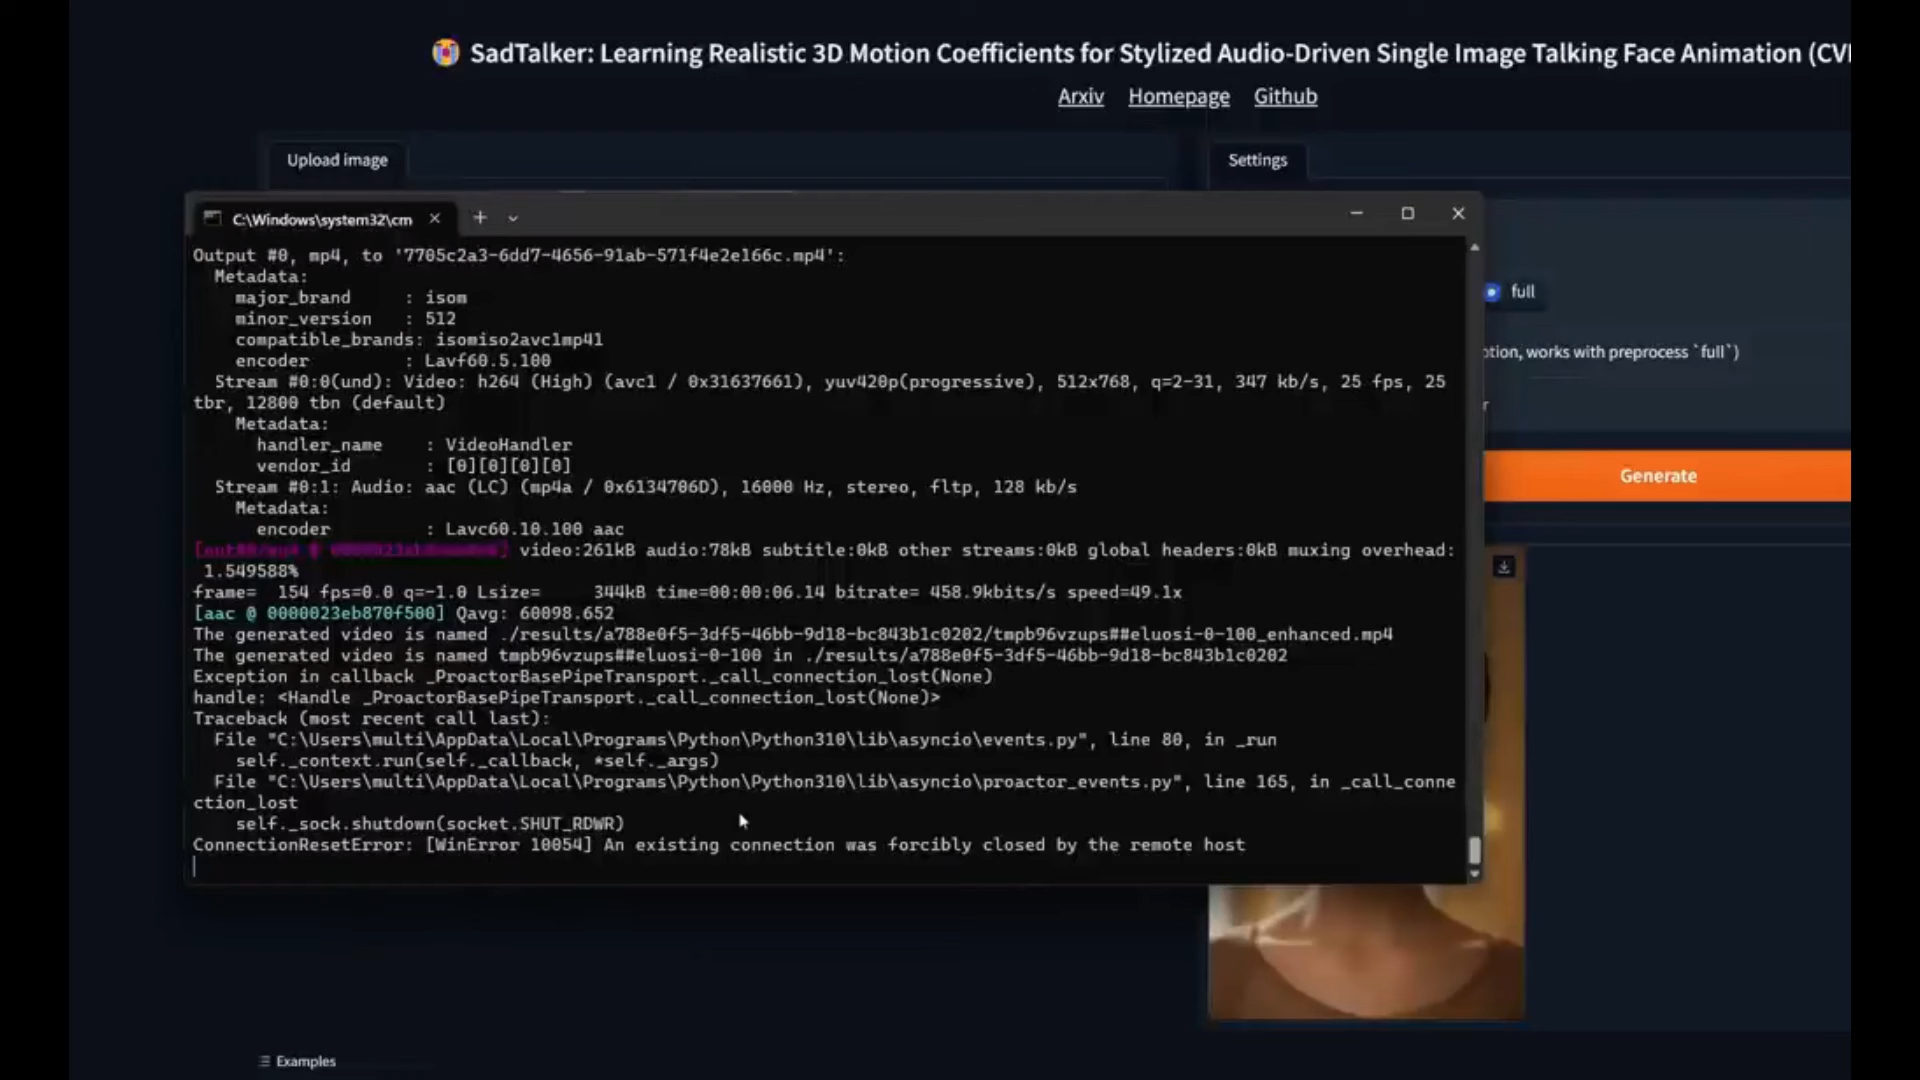 SadTalker: Learning Realistic 3D Motion Coefficients for Stylized Audio-Driven Single Image Talking Face Animation (CV
Arxiv Homepage Github
Upload image
Settings
C:\Windows\system32\cm
Output #0, mp4, to '7705c2a3-6dd7-4656-91ab-571f4e2e166c.mp4':
Metadata:
major_brand : isom
minor_version : 512
compatible_brands: isomiso2avc1mp41
encoder : Lavf60.5.100
Stream #0:0(und): Video: h264 (High) (avc1 / 0x31637661), yuv420p(progressive), 512x768, q=2-31, 347 kb/s, 25 fps, 25
tbr, 12800 tbn (default)
Metadata:
handler_name : VideoHandler
vendor_id : [0][0][0][0]
Stream #0:1: Audio: aac (LC) (mp4a / 0x6134706D), 16000 Hz, stereo, fltp, 128 kb/s
Metadata:
encoder : Lavc60.10.100 aac
video:261kB audio:78kB subtitle:0kB other streams:0kB global headers:0kB muxing overhead:
1.549588%
frame= 154 fps=0.0 q=-1.0 Lsize= 344kB time=00:00:06.14 bitrate= 458.9kbits/s speed=49.1x
[aac @ 0000023eb870f500] Qavg: 60098.652
The generated video is named ./results/a788e0f5-3df5-46bb-9d18-bc843b1c0202/tmpb96vzups##eluosi-0-100_enhanced.mp4
The generated video is named tmpb96vzups##eluosi-0-100 in ./results/a788e0f5-3df5-46bb-9d18-bc843b1c0202
Exception in callback _ProactorBasePipeTransport._call_connection_lost(None)
handle: <Handle _ProactorBasePipeTransport._call_connection_lost(None)>
Traceback (most recent call last):
File "C:\Users\multi\AppData\Local\Programs\Python\Python310\lib\asyncio\events.py", line 80, in _run
self._context.run(self._callback, *self._args)
File "C:\Users\multi\AppData\Local\Programs\Python\Python310\lib\asyncio\proactor_events.py", line 165, in _call_conne
ction_lost
self._sock.shutdown(socket.SHUT_RDWR)
ConnectionResetError: [WinError 10054] An existing connection was forcibly closed by the remote host
full
otion, works with preprocess `full`)
r
Generate
Examples